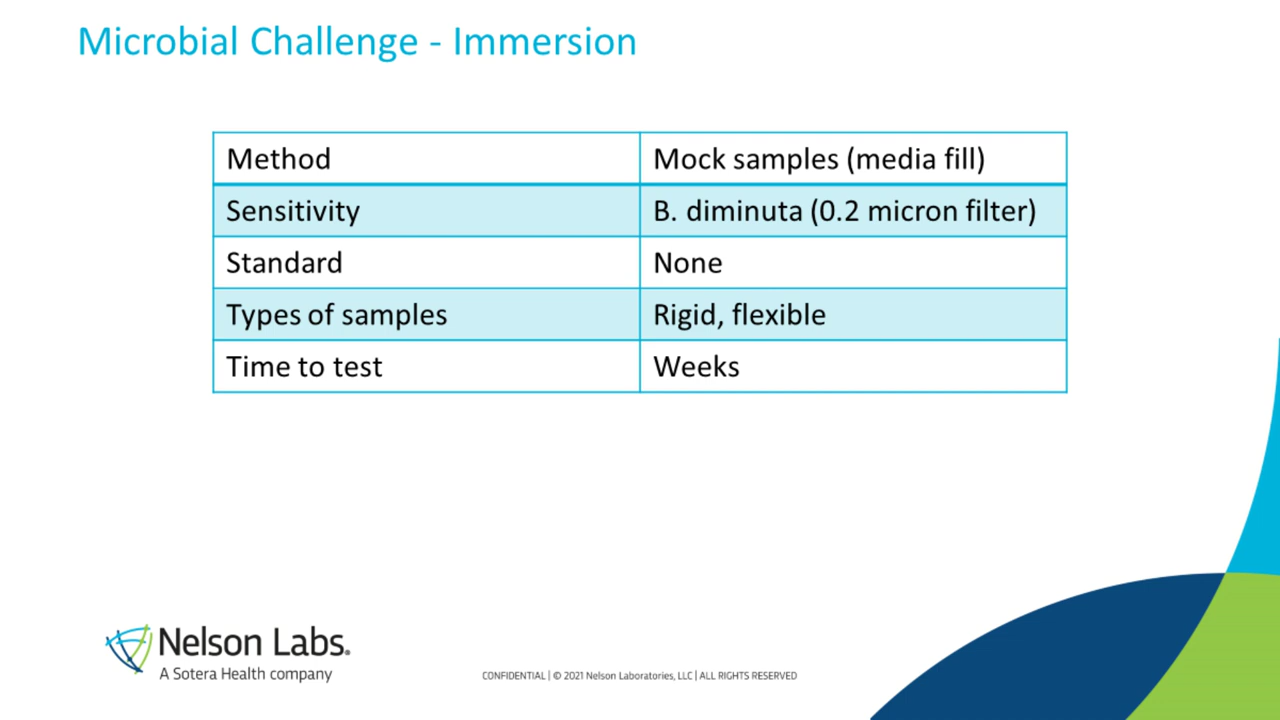 Microbial Challenge - Immersion
Method Mock samples (media fill)
Sensitivity B. diminuta (0.2 micron filter)
Standard None
Types of samples Rigid, flexible
Time to test Weeks
Nelson Labs.®
A Sotera Health company
CONFIDENTIAL | © 2021 Nelson Laboratories, LLC | ALL RIGHTS RESERVED